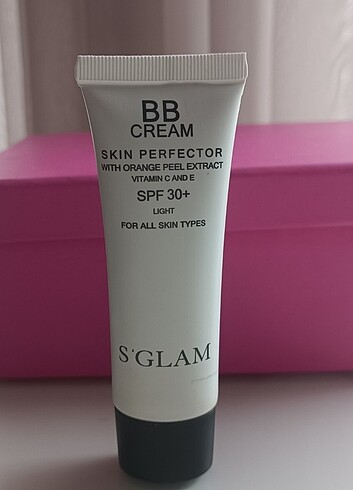 BB
CREAM
SKIN PERFECTOR
WITH ORANGE PEEL EXTRACT
VITAMIN C AND E
SPF 30+
LIGHT
FOR ALL SKIN TYPES
S'GLAM